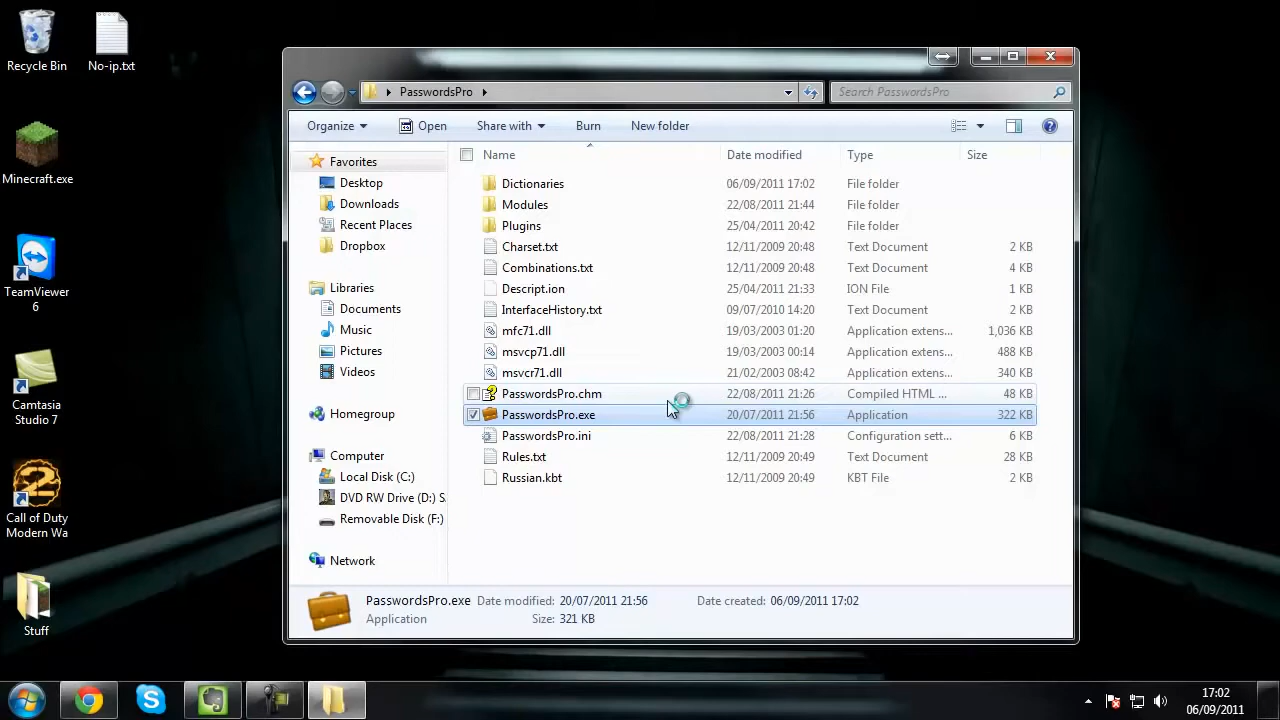 Recycle Bin
No-ip.txt
Minecraft.exe
TeamViewer
6
Camtasia
Studio 7
Call of Duty
Modern Wa
Stuff
PasswordsPro
Search PasswordsPro
Organize
Open
Share with
Burn
New folder
Favorites
Desktop
Downloads
Recent Places
Dropbox
Libraries
Documents
Music
Pictures
Videos
Homegroup
Computer
Local Disk (C:)
DVD RW Drive (D:) S
Removable Disk (F:)
Network
Name Date modified Type Size
Dictionaries 06/09/2011 17:02 File folder
Modules 22/08/2011 21:44 File folder
Plugins 25/04/2011 20:42 File folder
Charset.txt 12/11/2009 20:48 Text Document 2 KB
Combinations.txt 12/11/2009 20:48 Text Document 4 KB
Descript.ion 25/04/2011 21:33 ION File 1 KB
InterfaceHistory.txt 09/07/2010 14:20 Text Document 2 KB
mfc71.dll 19/03/2003 01:20 Application extens... 1,036 KB
msvcp71.dll 19/03/2003 00:14 Application extens... 488 KB
msvcr71.dll 21/02/2003 08:42 Application extens... 340 KB
PasswordsPro.chm 22/08/2011 21:26 Compiled HTML ... 48 KB
PasswordsPro.exe 20/07/2011 21:56 Application 322 KB
PasswordsPro.ini 22/08/2011 21:28 Configuration sett... 6 KB
Rules.txt 12/11/2009 20:49 Text Document 28 KB
Russian.kbt 12/11/2009 20:49 KBT File 2 KB
PasswordsPro.exe Date modified: 20/07/2011 21:56 Date created: 06/09/2011 17:02
Application Size: 321 KB
17:02
06/09/2011